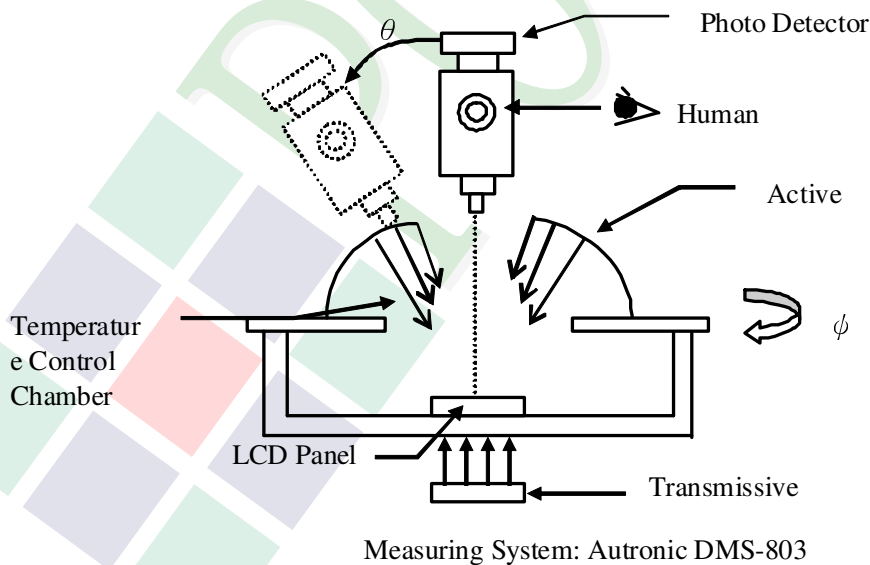 Photo Detector
θ
Human
Active
Temperatur
e Control
Chamber
ϕ
LCD Panel
Transmissive
Measuring System: Autronic DMS-803